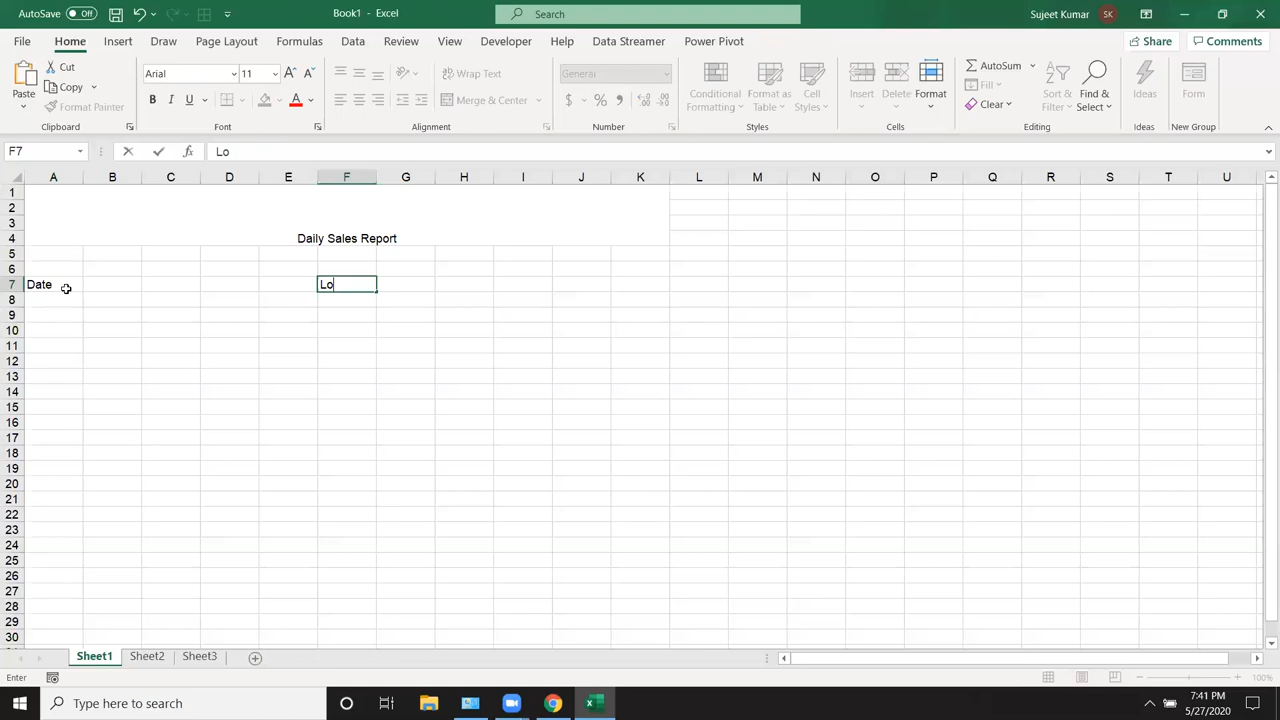 AutoSave Off Book1 - Excel Search Sujeet Kumar SK
File Home Insert Draw Page Layout Formulas Data Review View Developer Help Data Streamer Power Pivot Share Comments
Paste Cut Copy Format Painter
Clipboard
Arial 11
B I U
Font
Wrap Text
Merge & Center
Alignment
General
$ % ,
Number
Conditional Formatting Format as Table Cell Styles
Styles
Insert Delete Format
Cells
AutoSum Fill Clear Sort & Filter Find & Select
Editing
Ideas
Ideas
Form
New Group
F7 fx Lo
A B C D E F G H I J K L M N O P Q R S T U
1
2
3
4 Daily Sales Report
5
6
7 Date Lo
8
9
10
11
12
13
14
15
16
17
18
19
20
21
22
23
24
25
26
27
28
29
30
Sheet1 Sheet2 Sheet3
Enter 100%
Type here to search 7:41 PM
5/27/2020